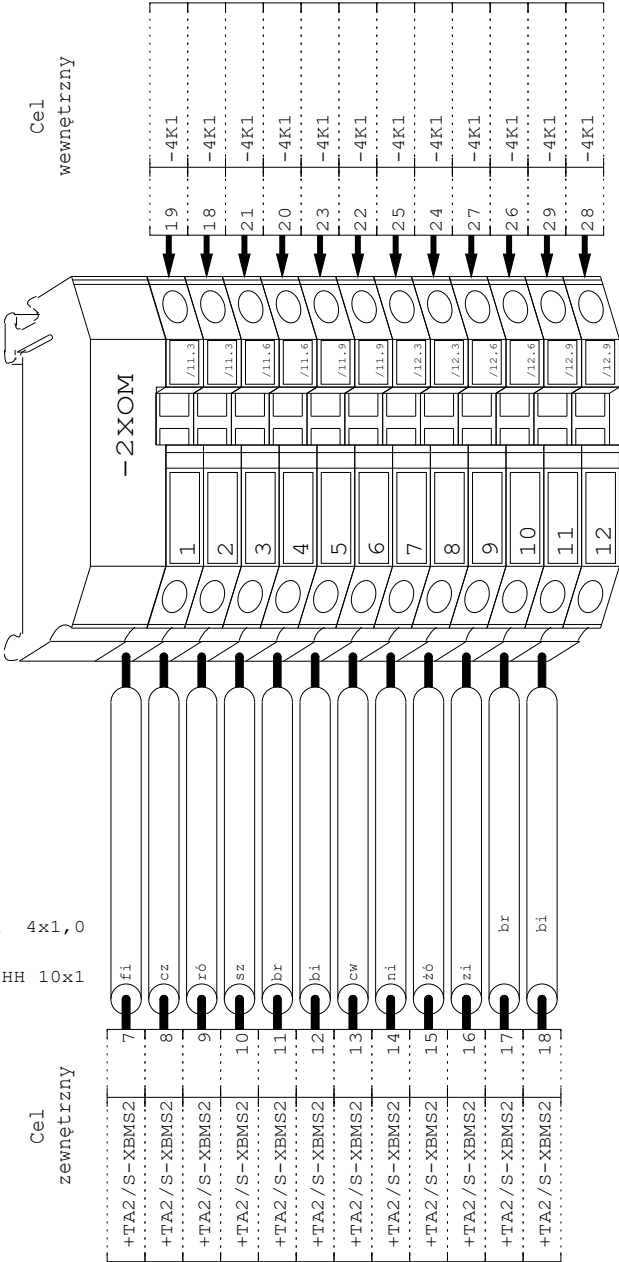 Cel
wewnętrzny
-4K1
-4K1
-4K1
-4K1
-4K1
-4K1
-4K1
-4K1
-4K1
-4K1
-4K1
-4K1
19
18
21
20
23
22
25
24
27
26
29
28
-2XOM
/11.3
/11.3
/11.6
/11.6
/11.9
/11.9
/12.3
/12.3
/12.6
/12.6
/12.9
/12.9
1
2
3
4
5
6
7
8
9
10
11
12
4x1,0
br
bi
HH 10x1
fi
cz
ró
sz
br
bi
cw
ni
żó
zi
Cel
zewnętrzny
7
8
9
10
11
12
13
14
15
16
17
18
+TA2/S-XBMS2
+TA2/S-XBMS2
+TA2/S-XBMS2
+TA2/S-XBMS2
+TA2/S-XBMS2
+TA2/S-XBMS2
+TA2/S-XBMS2
+TA2/S-XBMS2
+TA2/S-XBMS2
+TA2/S-XBMS2
+TA2/S-XBMS2
+TA2/S-XBMS2